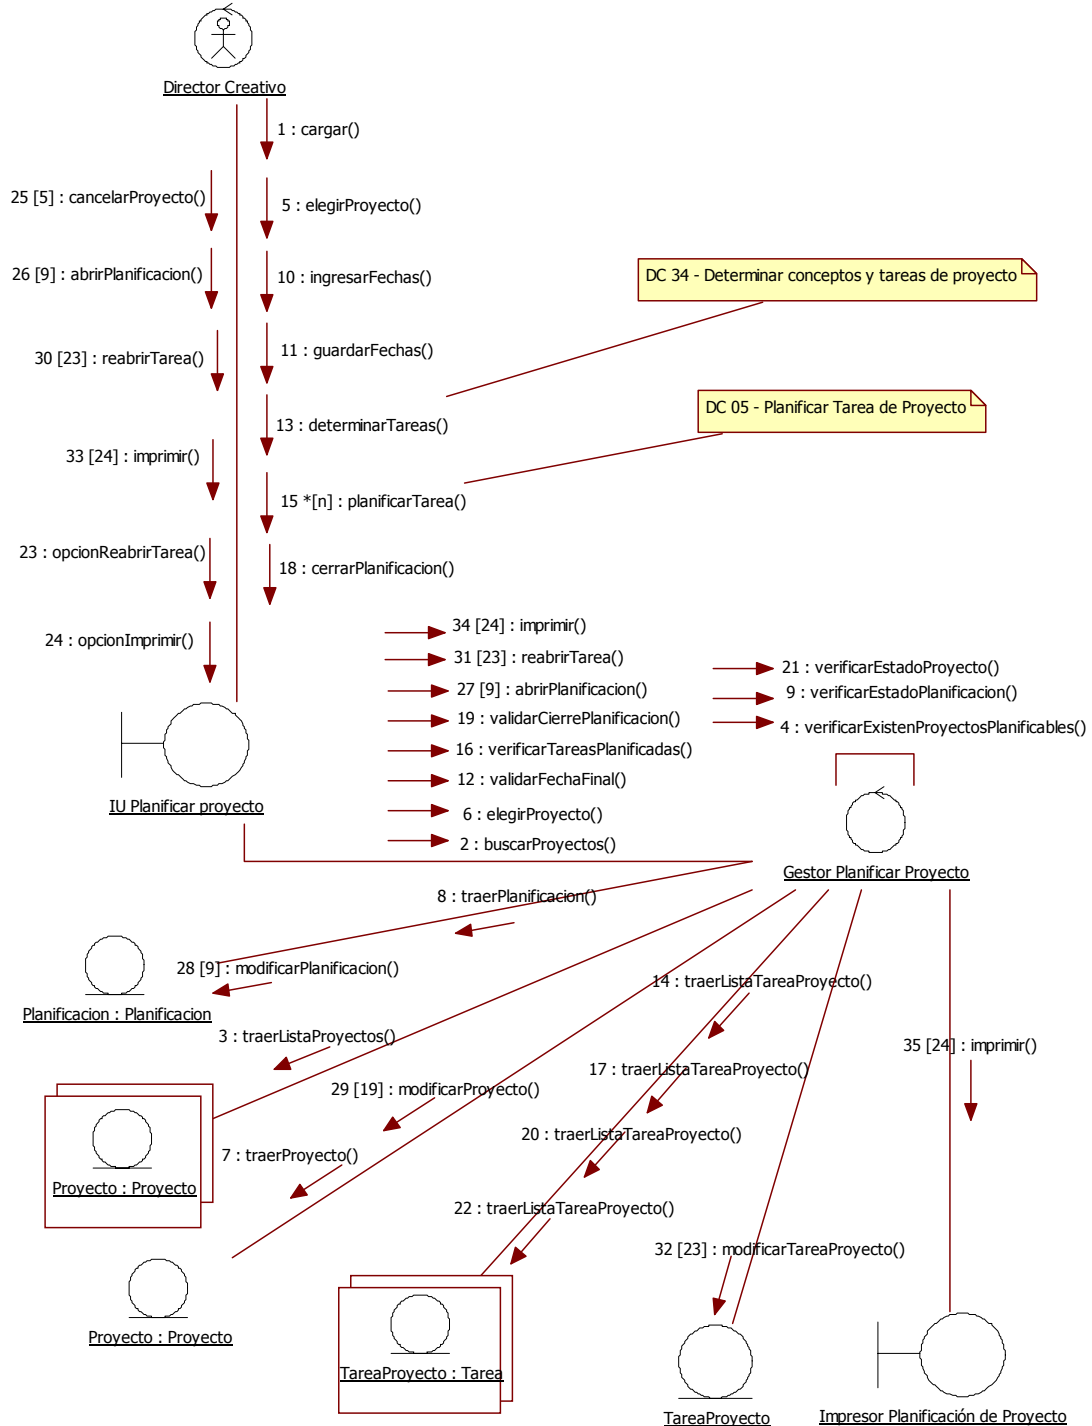 Director Creativo
1 : cargar()
25 [5] : cancelarProyecto()
5 : elegirProyecto()
26 [9] : abrirPlanificacion()
10 : ingresarFechas()
DC 34 - Determinar conceptos y tareas de proyecto
30 [23] : reabrirTarea()
11 : guardarFechas()
DC 05 - Planificar Tarea de Proyecto
13 : determinarTareas()
33 [24] : imprimir()
15 *[n] : planificarTarea()
23 : opcionReabrirTarea()
18 : cerrarPlanificacion()
24 : opcionImprimir()
34 [24] : imprimir()
31 [23] : reabrirTarea()
21 : verificarEstadoProyecto()
27 [9] : abrirPlanificacion()
9 : verificarEstadoPlanificacion()
19 : validarCierrePlanificacion()
4 : verificarExistenProyectosPlanificables()
16 : verificarTareasPlanificadas()
12 : validarFechaFinal()
IU Planificar proyecto
6 : elegirProyecto()
2 : buscarProyectos()
Gestor Planificar Proyecto
8 : traerPlanificacion()
28 [9] : modificarPlanificacion()
14 : traerListaTareaProyecto()
Planificacion : Planificacion
3 : traerListaProyectos()
35 [24] : imprimir()
17 : traerListaTareaProyecto()
29 [19] : modificarProyecto()
20 : traerListaTareaProyecto()
7 : traerProyecto()
Proyecto : Proyecto
22 : traerListaTareaProyecto()
32 [23] : modificarTareaProyecto()
Proyecto : Proyecto
TareaProyecto : Tarea
TareaProyecto
Impresor Planificación de Proyecto